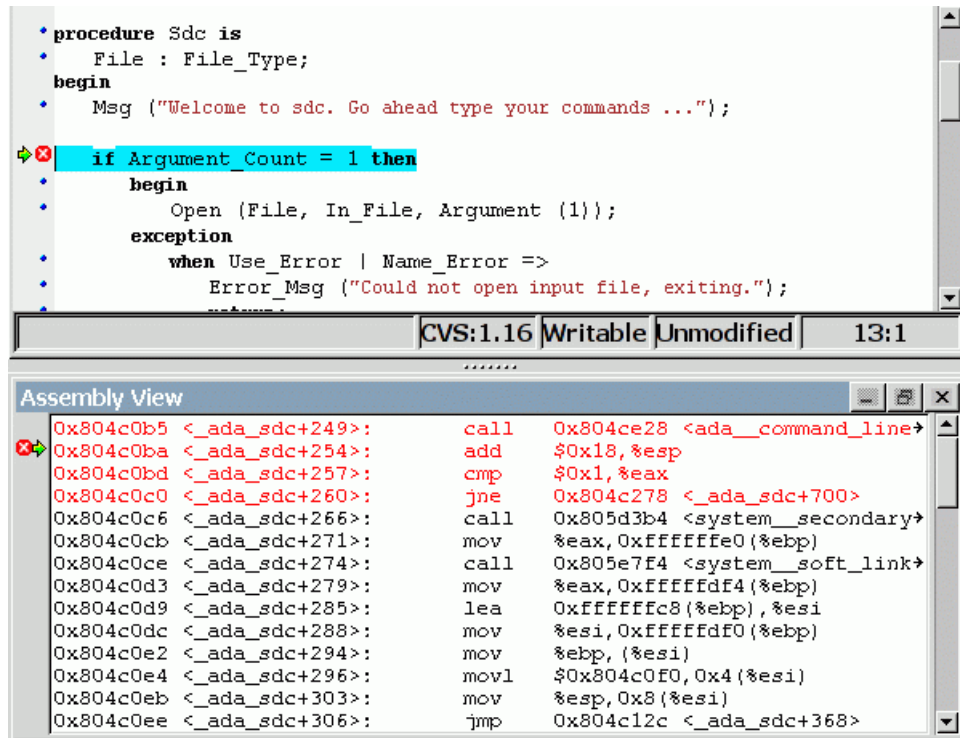 procedure Sdc is
File : File_Type;
begin
Msg ("Welcome to sdc. Go ahead type your commands ...");
if Argument_Count = 1 then
begin
Open (File, In_File, Argument (1));
exception
when Use_Error | Name_Error =>
Error_Msg ("Could not open input file, exiting.");
CVS:1.16 Writable Unmodified 13:1
Assembly View
0x804c0b5 <_ada_sdc+249>: call 0x804ce28 <ada__command_line
0x804c0ba <_ada_sdc+254>: add $0x18,%esp
0x804c0bd <_ada_sdc+257>: cmp $0x1,%eax
0x804c0c0 <_ada_sdc+260>: jne 0x804c278 <_ada_sdc+700>
0x804c0c6 <_ada_sdc+266>: call 0x805d3b4 <system__secondary
0x804c0cb <_ada_sdc+271>: mov %eax,0xffffffe0(%ebp)
0x804c0ce <_ada_sdc+274>: call 0x805e7f4 <system__soft_link
0x804c0d3 <_ada_sdc+279>: mov %eax,0xfffffdf4(%ebp)
0x804c0d9 <_ada_sdc+285>: lea 0xffffffc8(%ebp),%esi
0x804c0dc <_ada_sdc+288>: mov %esi,0xfffffdf0(%ebp)
0x804c0e2 <_ada_sdc+294>: mov %ebp,(%esi)
0x804c0e4 <_ada_sdc+296>: movl $0x804c0f0,0x4(%esi)
0x804c0eb <_ada_sdc+303>: mov %esp,0x8(%esi)
0x804c0ee <_ada_sdc+306>: jmp 0x804c12c <_ada_sdc+368>